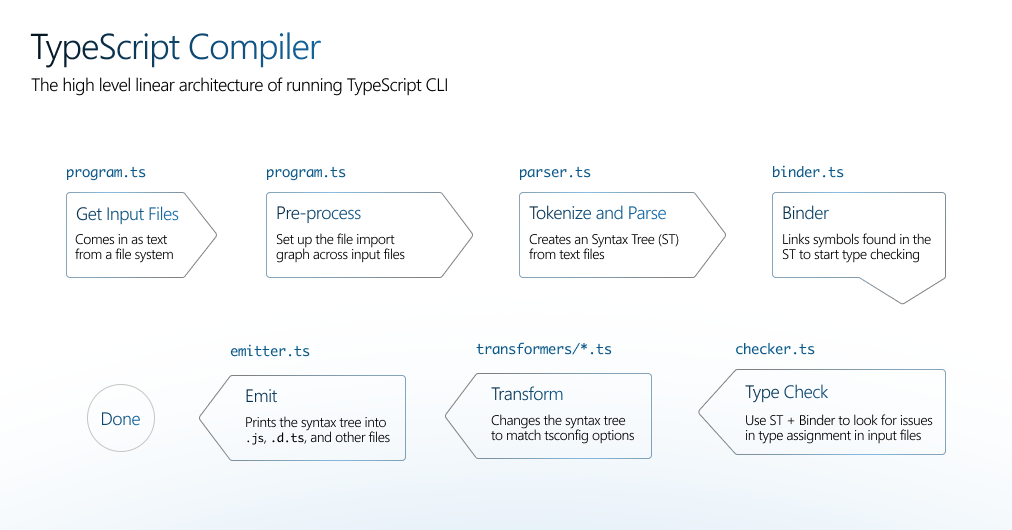 TypeScript Compiler
The high level linear architecture of running TypeScript CLI
program.ts
Get Input Files
Comes in as text
from a file system
program.ts
Pre-process
Set up the file import
graph across input files
parser.ts
Tokenize and Parse
Creates an Syntax Tree (ST)
from text files
binder.ts
Binder
Links symbols found in the
ST to start type checking
checker.ts
Type Check
Use ST + Binder to look for issues
in type assignment in input files
transformers/*.ts
Transform
Changes the syntax tree
to match tsconfig options
emitter.ts
Emit
Prints the syntax tree into
.js, .d.ts, and other files
Done